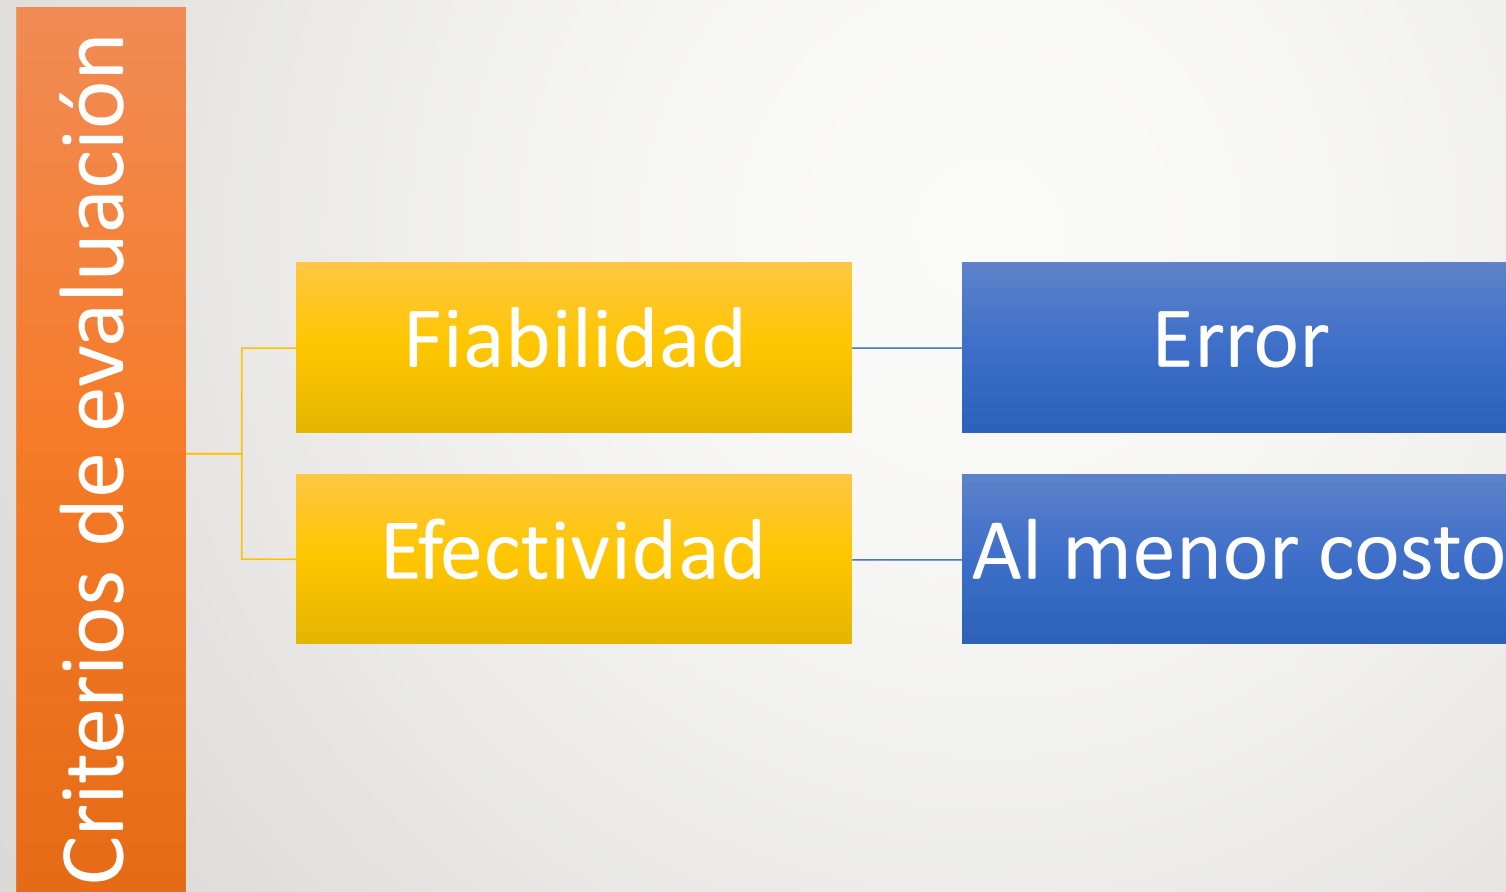 Criterios de evaluación
Fiabilidad
Error
Efectividad
Al menor costo